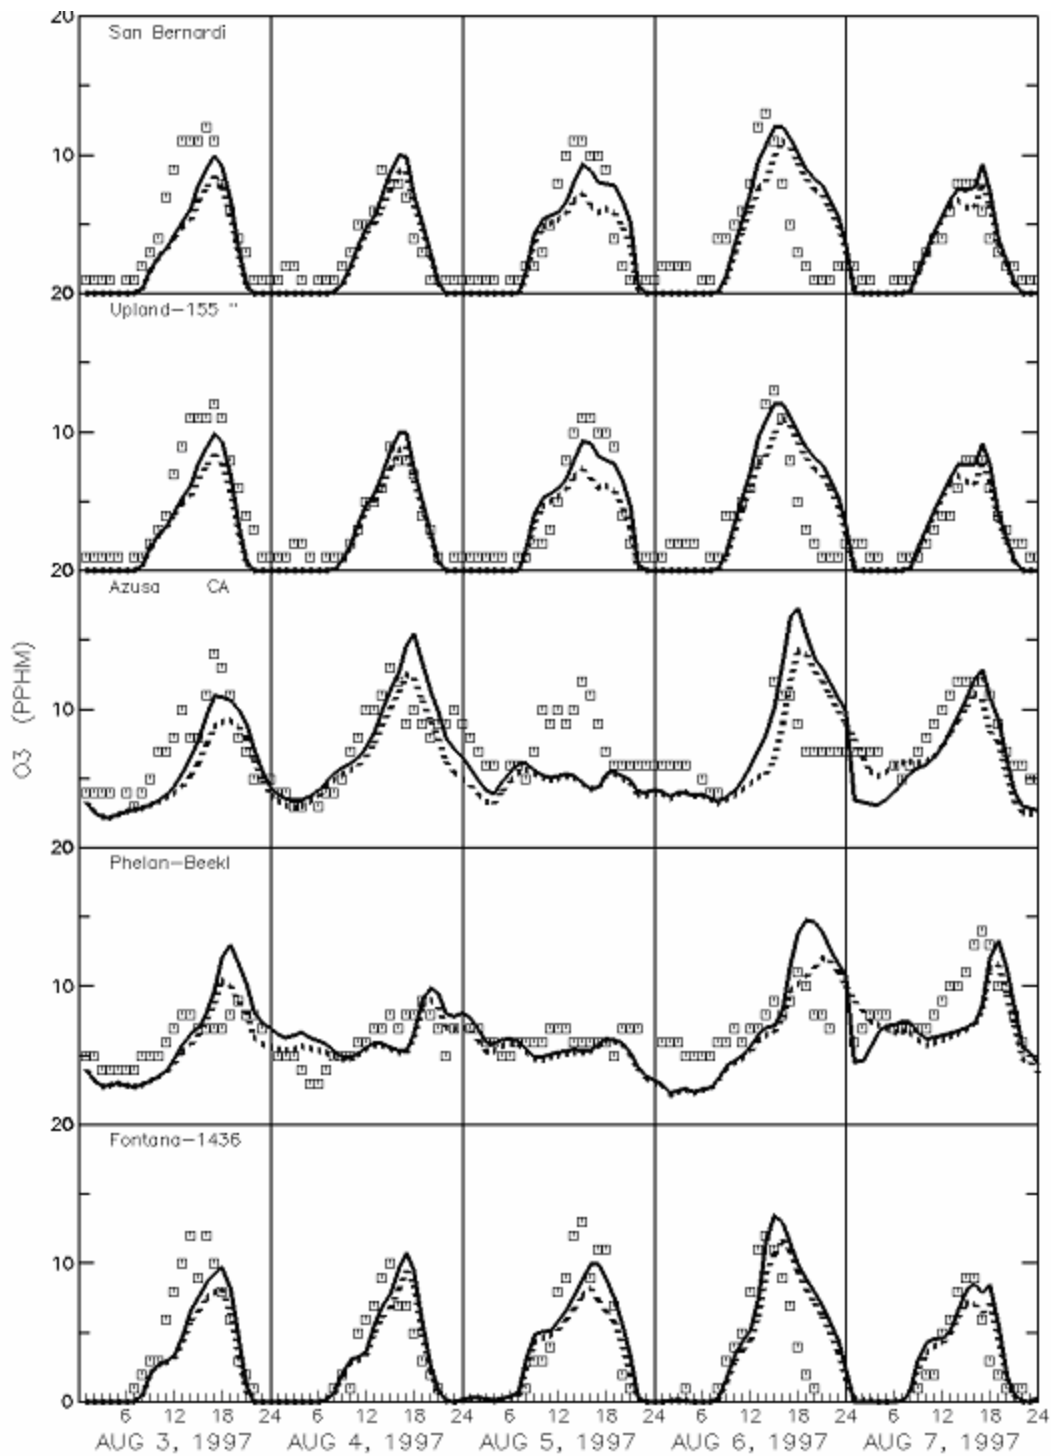 20
San Bernardi
10
20
Upland-155 "
10
20
Azusa CA
10
20
Phelan-Beekl
10
20
Fontana-1436
10
0
O3 (PPHM)
6 12 18 24 6 12 18 24 6 12 18 24 6 12 18 24 6 12 18 24
AUG 3, 1997 AUG 4, 1997 AUG 5, 1997 AUG 6, 1997 AUG 7, 1997